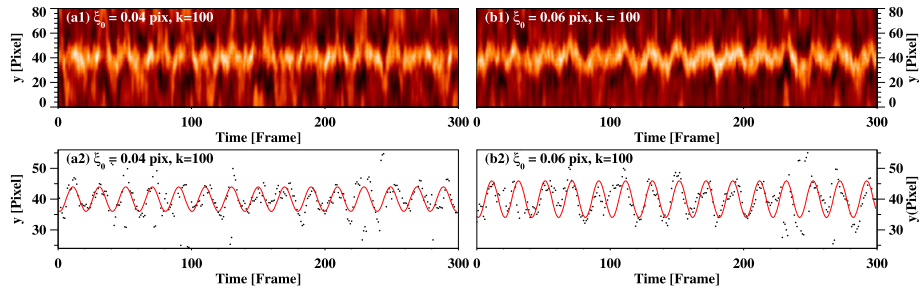 (a1) ξ0 = 0.04 pix, k=100
(b1) ξ0 = 0.06 pix, k = 100
y [Pixel]
80
60
40
20
0
80
60
40
20
0
y [Pixel]
0
100
200
300
0
100
200
300
Time [Frame]
Time [Frame]
(a2) ξ0 = 0.04 pix, k=100
(b2) ξ0 = 0.06 pix, k=100
y [Pixel]
50
40
30
50
40
30
y(Pixel]
0
100
200
300
0
100
200
300
Time [Frame]
Time [Frame]